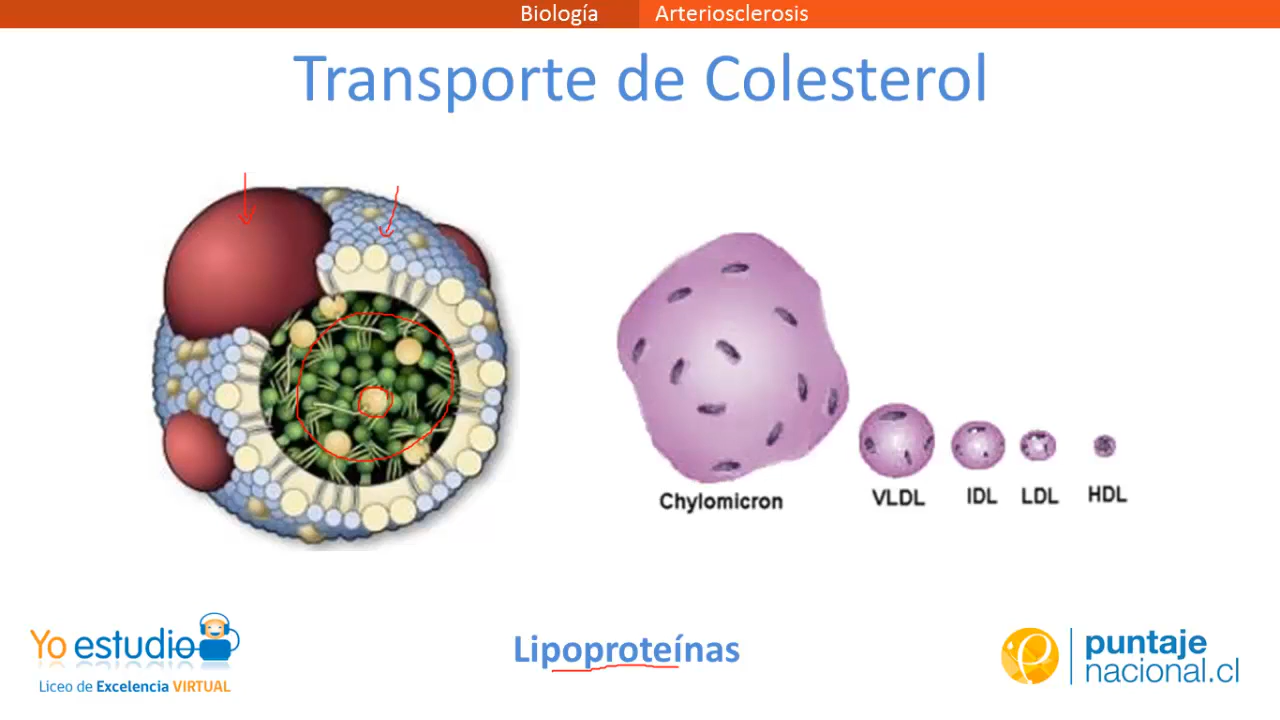 Biología Arteriosclerosis
Transporte de Colesterol
Chylomicron VLDL IDL LDL HDL
Yo estudio
Liceo de Excelencia VIRTUAL
Lipoproteínas
puntaje
nacional.cl